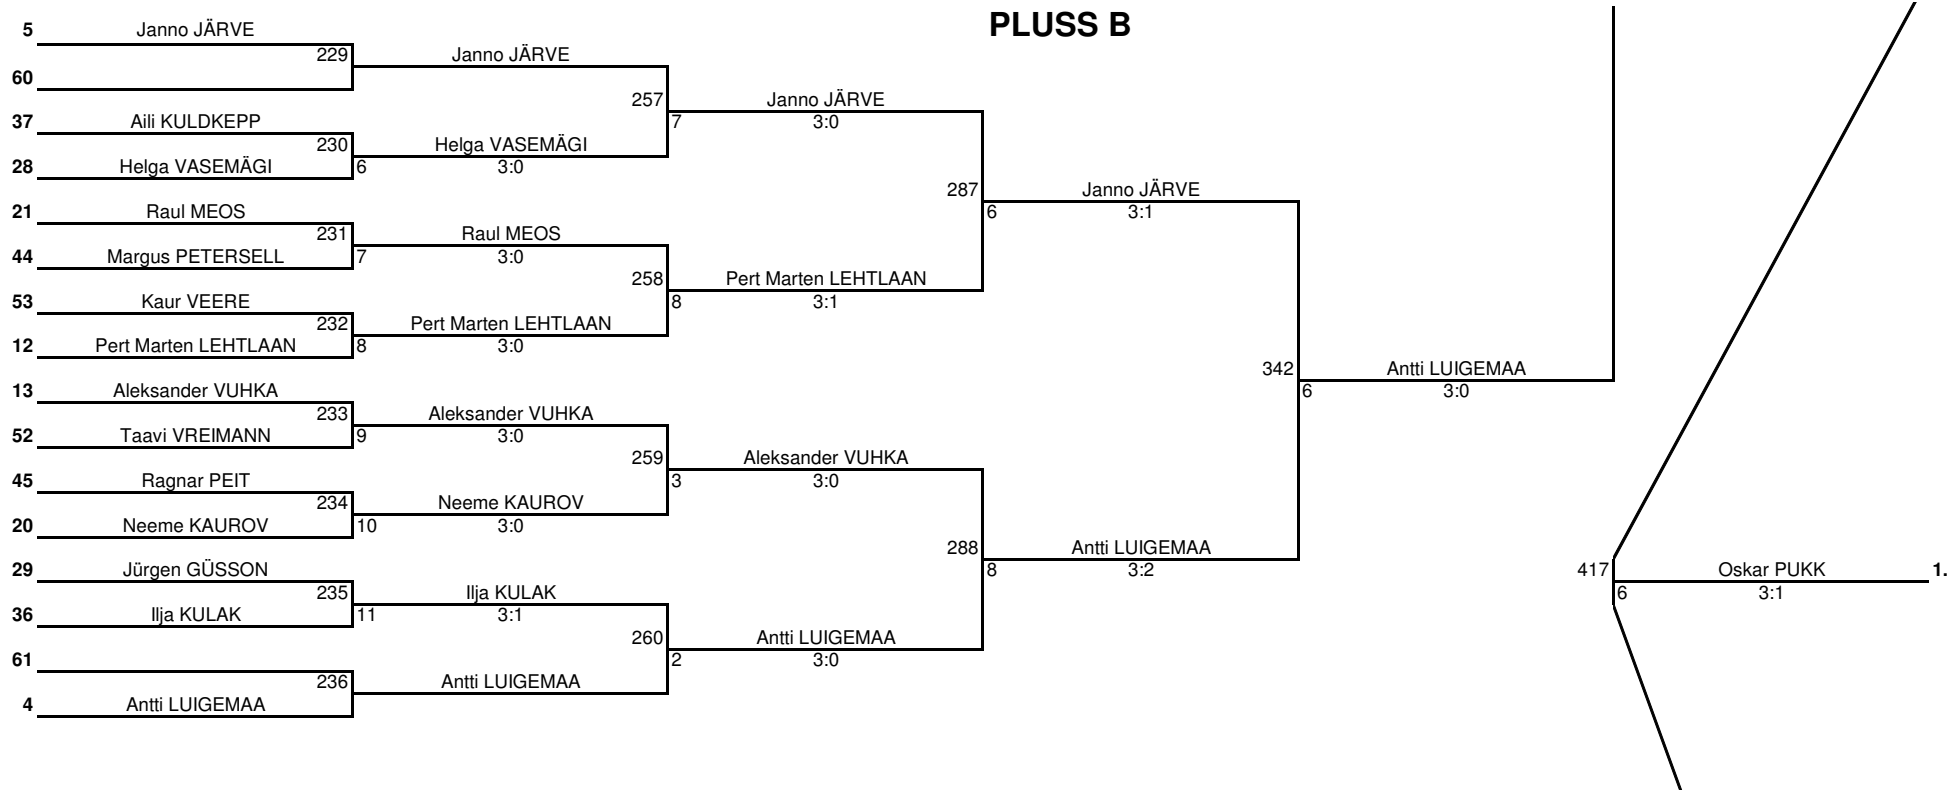 PLUSS B
5 Janno JÄRVE
229 Janno JÄRVE
60
257 Janno JÄRVE
37 Aili KULDKEPP
7 3:0
230 Helga VASEMÄGI
28 Helga VASEMÄGI
6 3:0
287 Janno JÄRVE
21 Raul MEOS
6 3:1
231 Raul MEOS
44 Margus PETERSELL
7 3:0
258 Pert Marten LEHTLAAN
53 Kaur VEERE
8 3:1
232 Pert Marten LEHTLAAN
12 Pert Marten LEHTLAAN
8 3:0
342 Antti LUIGEMAA
13 Aleksander VUHKA
6 3:0
233 Aleksander VUHKA
52 Taavi VREIMANN
9 3:0
259 Aleksander VUHKA
45 Ragnar PEIT
3 3:0
234 Neeme KAUROV
20 Neeme KAUROV
10 3:0
288 Antti LUIGEMAA
29 Jürgen GÜSSON
8 3:2
417 Oskar PUKK 1.
235 Ilja KULAK
6 3:1
36 Ilja KULAK
11 3:1
260 Antti LUIGEMAA
61
2 3:0
236 Antti LUIGEMAA
4 Antti LUIGEMAA